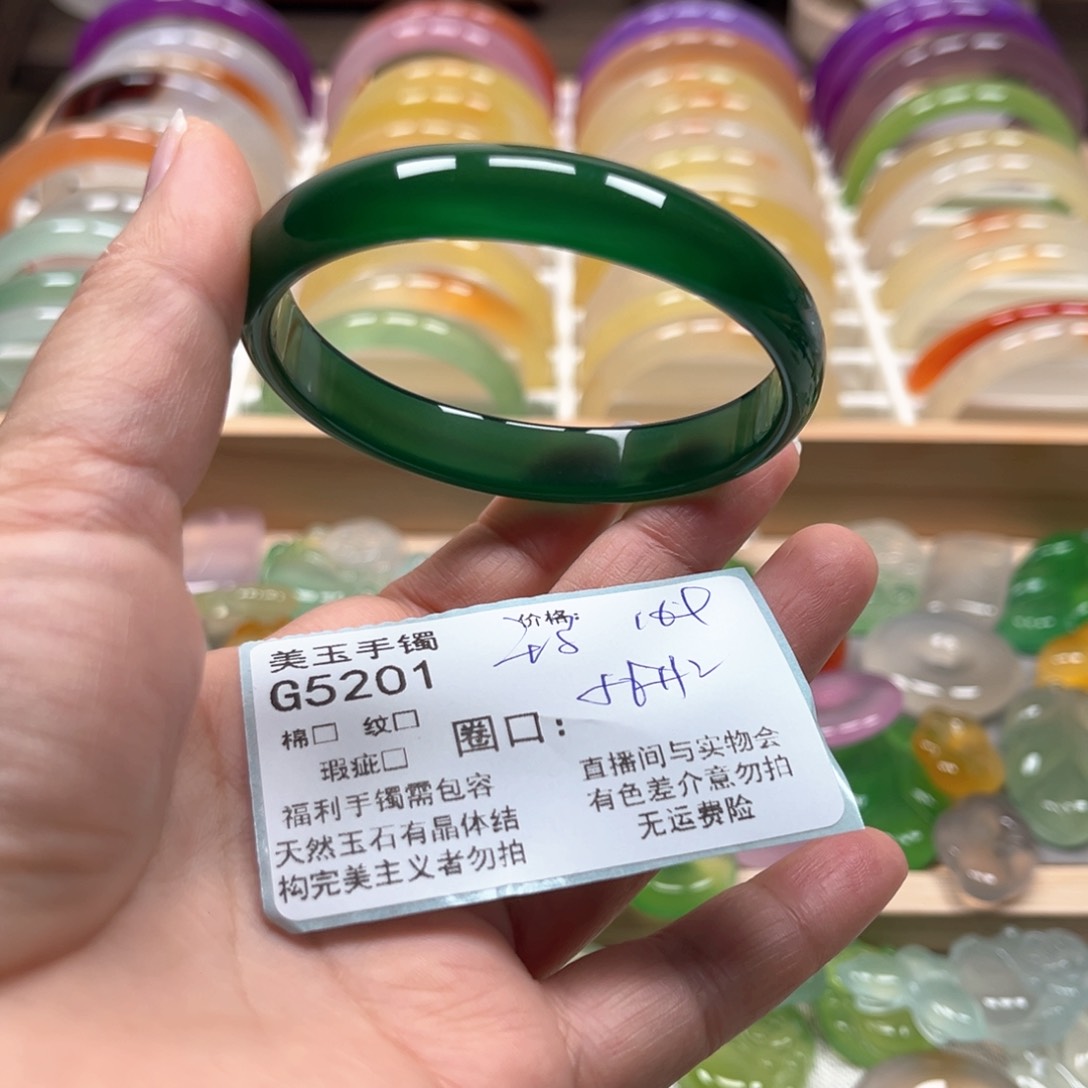 美玉手镯
G5201
价格:
棉□ 纹□
圈口:
瑕疵□
福利手镯需包容
天然玉石有晶体结
构完美主义者勿拍
直播间与实物会
有色差介意勿拍
无运费险